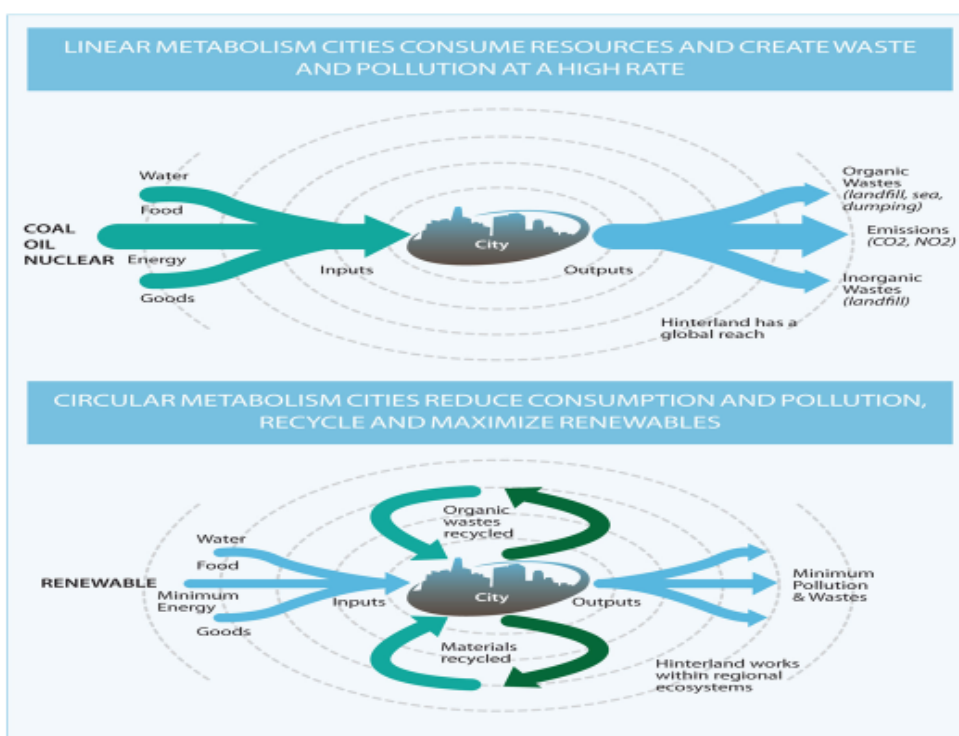 LINEAR METABOLISM CITIES CONSUME RESOURCES AND CREATE WASTE
AND POLLUTION AT A HIGH RATE
Water
Food
COAL
OIL
NUCLEAR
Energy
Goods
Inputs
City
Outputs
Organic
Wastes
(landfill, sea,
dumping)
Emissions
(CO2, NO2)
Inorganic
Wastes
(landfill)
Hinterland has a
global reach
CIRCULAR METABOLISM CITIES REDUCE CONSUMPTION AND POLLUTION,
RECYCLE AND MAXIMIZE RENEWABLES
Organic
wastes
recycled
Water
Food
RENEWABLE
Minimum
Energy
Goods
Inputs
City
Outputs
Minimum
Pollution
& Wastes
Materials
recycled
Hinterland works
within regional
ecosystems